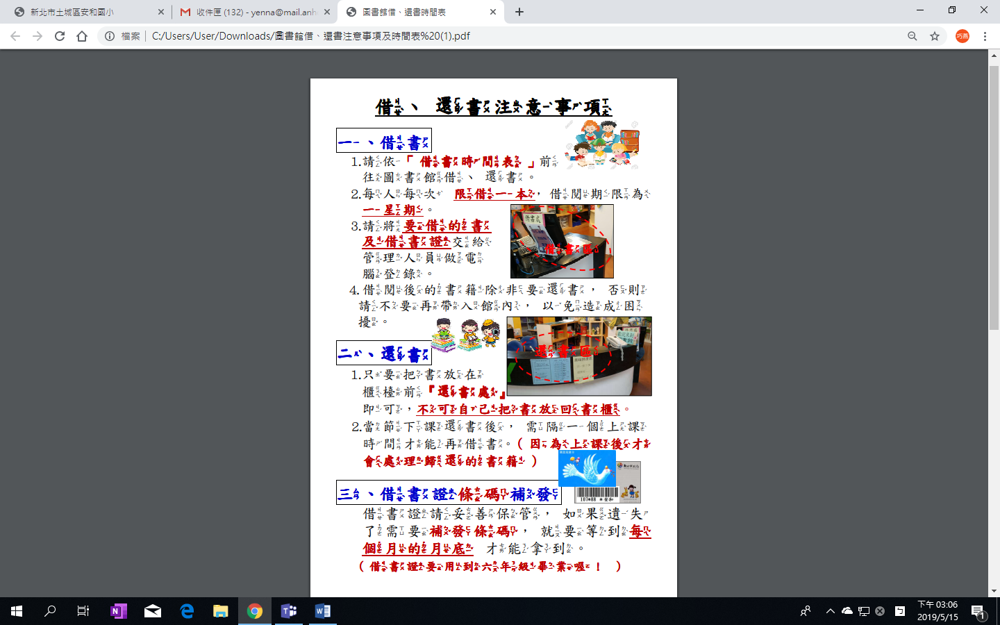 新北市土城區安和國小
收件匣 (132) - yenna@mail.anh
圖書館借、還書時間表
檔案 | C:/Users/User/Downloads/圖書館借、還書注意事項及時間表%20(1).pdf
巧燕
借、還書注意事項
一、借書
1.請依「借書時間表」前
往圖書館借、還書。
2.每人每次限借一本，借閱期限為
一星期。
3.請將要借的書
及借書證交給
管理人員做電
腦登錄。
借書處
借書區
4.借閱後的書籍除非要還書，否則
請不要再帶入館內，以免造成困
擾。
二、還書
還書區
1.只要把書放在
櫃檯前『還書處』
即可，不可自己把書放回書櫃。
2.當節下課還書後，需隔一個上課
時間才能再借書。(因為上課後才
會處理歸還的書籍)
三、借書證條碼補發
107*88 *安和
借書證請妥善保管，如果遺失
了需要補發條碼，就要等到每
個月的月底才能拿到。
(借書證要用到六年級畢業喔！)
下午 03:06
2019/5/15
1